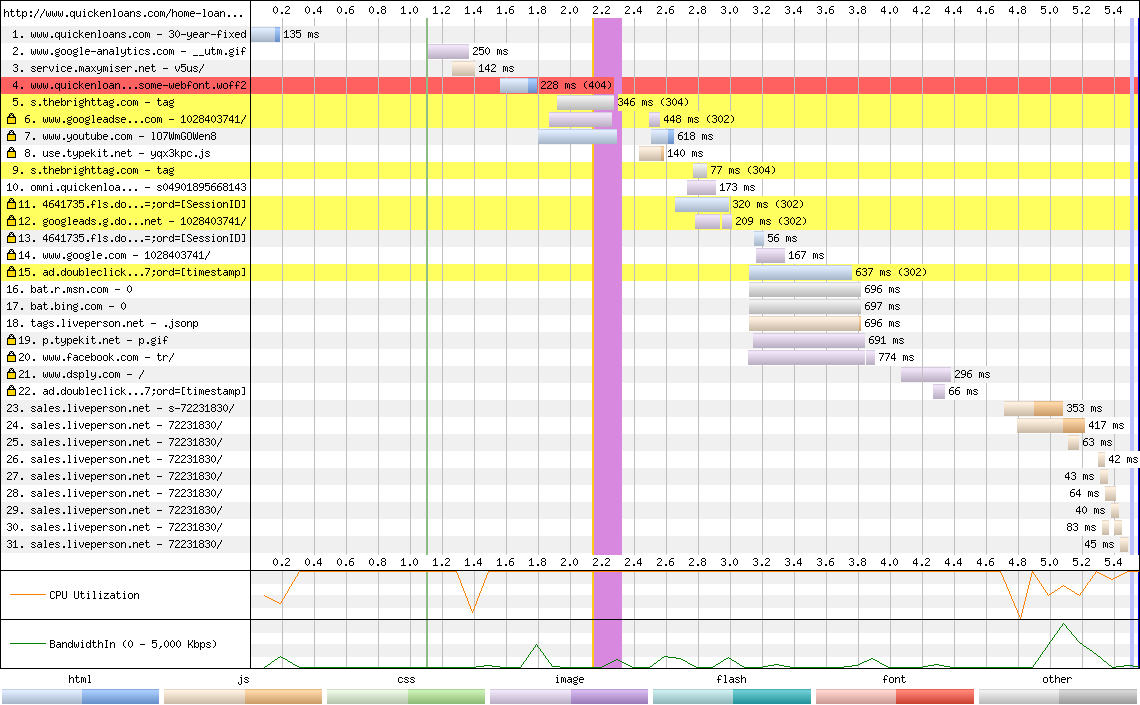 http://www.quickenloans.com/home-loan... 0.2 0.4 0.6 0.8 1.0 1.2 1.4 1.6 1.8 2.0 2.2 2.4 2.6 2.8 3.0 3.2 3.4 3.6 3.8 4.0 4.2 4.4 4.6 4.8 5.0 5.2 5.4
1. www.quickenloans.com - 30-year-fixed 135 ms
2. www.google-analytics.com - __utm.gif 250 ms
3. service.maxymiser.net - v5us/ 142 ms
4. www.quickenloan...some-webfont.woff2 228 ms (404)
5. s.thebrighttag.com - tag 346 ms (304)
6. www.googleadse...com - 1028403741/ 448 ms (302)
7. www.youtube.com - lO7WmGOWen8 618 ms
8. use.typekit.net - yqx3kpc.js 140 ms
9. s.thebrighttag.com - tag 77 ms (304)
10. omni.quickenloa... - s04901895668143 173 ms
11. 4641735.fls.do...=;ord=[SessionID] 320 ms (302)
12. googleads.g.do...net - 1028403741/ 209 ms (302)
13. 4641735.fls.do...=;ord=[SessionID] 56 ms
14. www.google.com - 1028403741/ 167 ms
15. ad.doubleclick...7;ord=[timestamp] 637 ms (302)
16. bat.r.msn.com - 0 696 ms
17. bat.bing.com - 0 697 ms
18. tags.liveperson.net - .jsonp 696 ms
19. p.typekit.net - p.gif 691 ms
20. www.facebook.com - tr/ 774 ms
21. www.dsply.com - / 296 ms
22. ad.doubleclick...7;ord=[timestamp] 66 ms
23. sales.liveperson.net - s-72231830/ 353 ms
24. sales.liveperson.net - 72231830/ 417 ms
25. sales.liveperson.net - 72231830/ 63 ms
26. sales.liveperson.net - 72231830/ 42 ms
27. sales.liveperson.net - 72231830/ 43 ms
28. sales.liveperson.net - 72231830/ 64 ms
29. sales.liveperson.net - 72231830/ 40 ms
30. sales.liveperson.net - 72231830/ 83 ms
31. sales.liveperson.net - 72231830/ 45 ms
0.2 0.4 0.6 0.8 1.0 1.2 1.4 1.6 1.8 2.0 2.2 2.4 2.6 2.8 3.0 3.2 3.4 3.6 3.8 4.0 4.2 4.4 4.6 4.8 5.0 5.2 5.4
CPU Utilization
BandwidthIn (0 - 5,000 Kbps)
html js css image flash font other